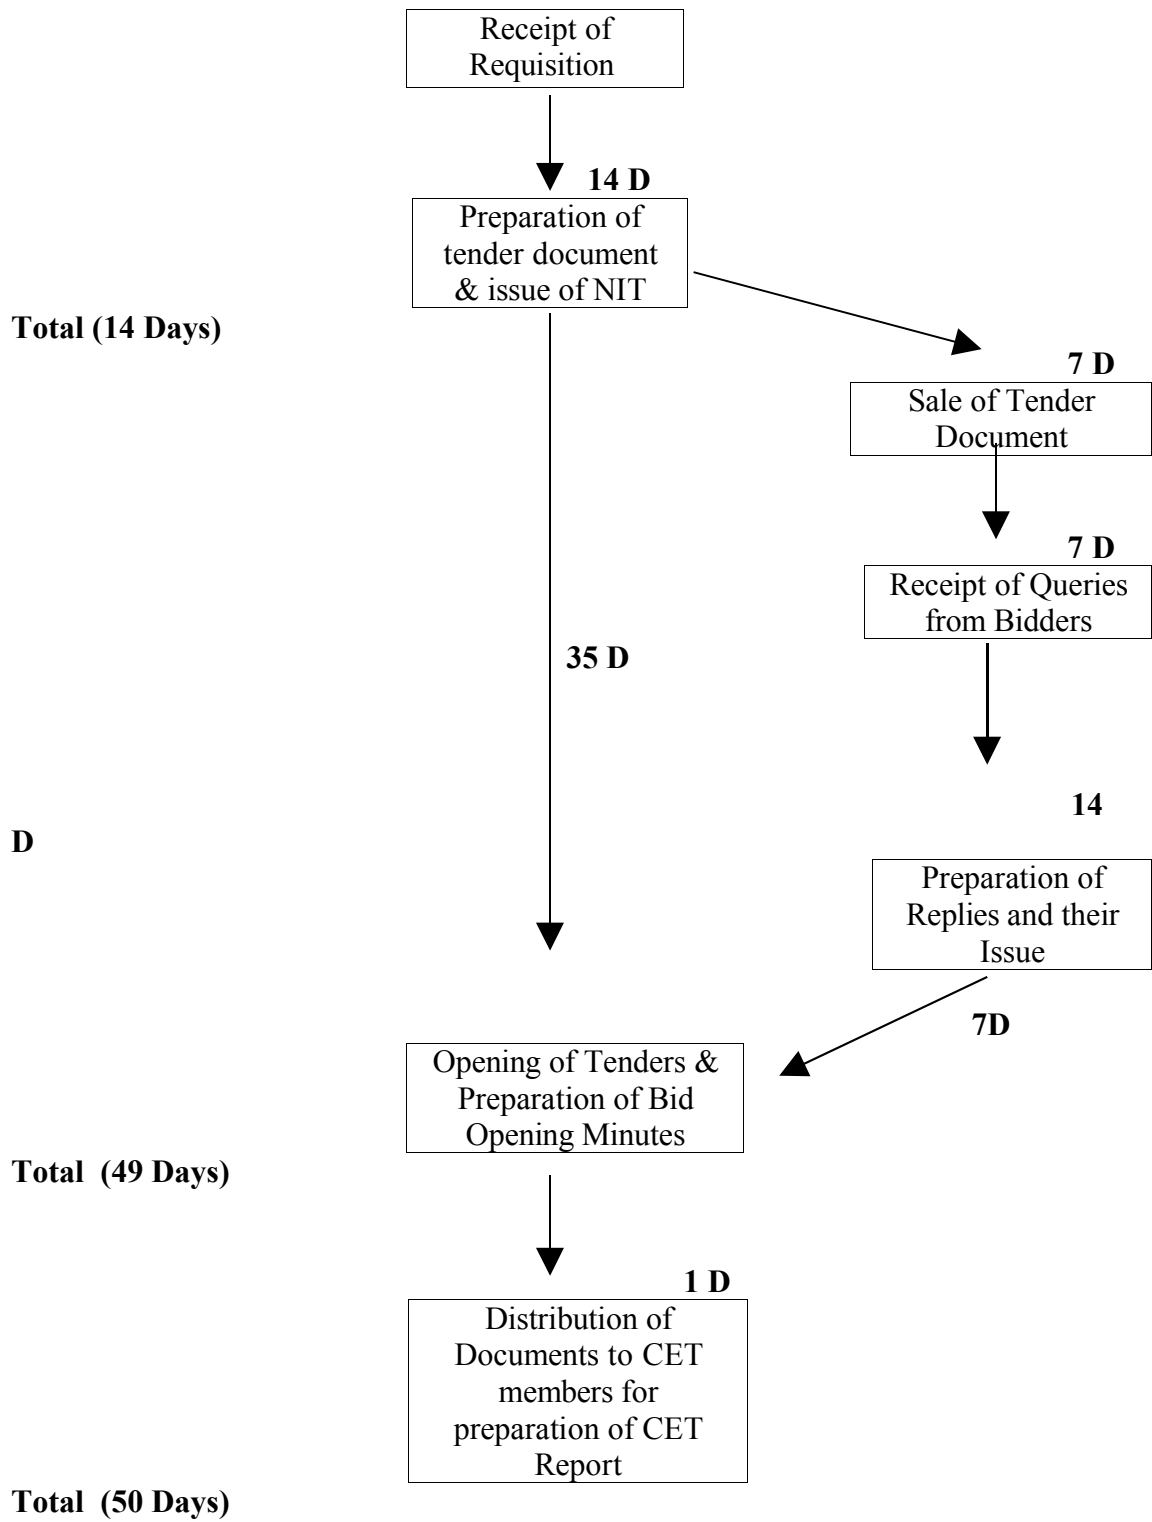 Receipt of
Requisition
14 D
Preparation of
tender document
& issue of NIT
Total (14 Days)
7 D
Sale of Tender
Document
7 D
Receipt of Queries
from Bidders
35 D
14
D
Preparation of
Replies and their
Issue
7D
Opening of Tenders &
Preparation of Bid
Opening Minutes
Total  (49 Days)
1 D
Distribution of
Documents to CET
members for
preparation of CET
Report
Total  (50 Days)